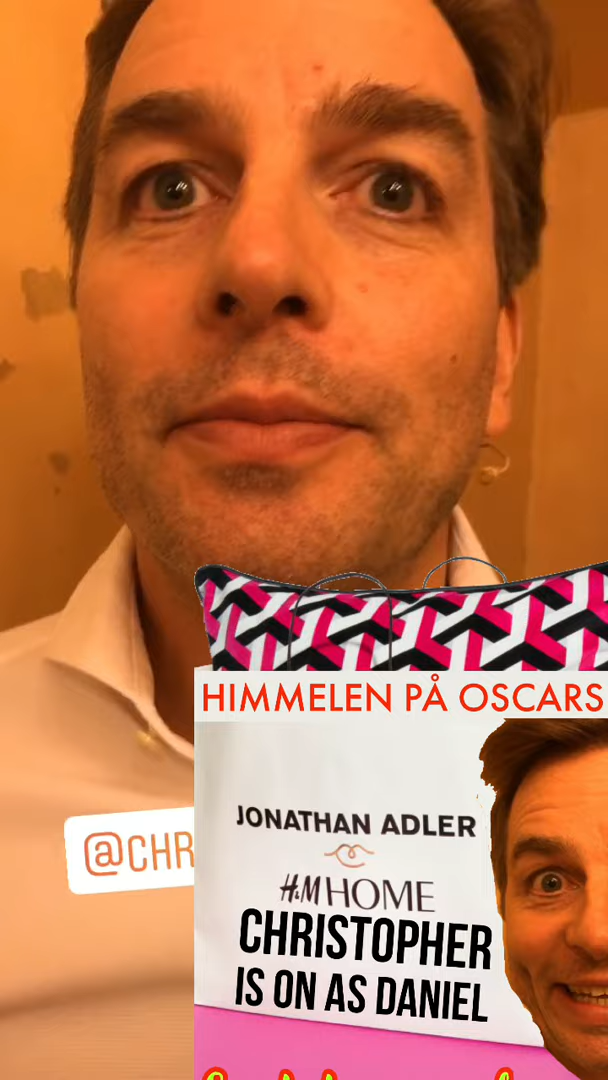 HIMMELEN PÅ OSCARS
JONATHAN ADLER
H&M HOME
CHRISTOPHER
IS ON AS DANIEL
@CHR